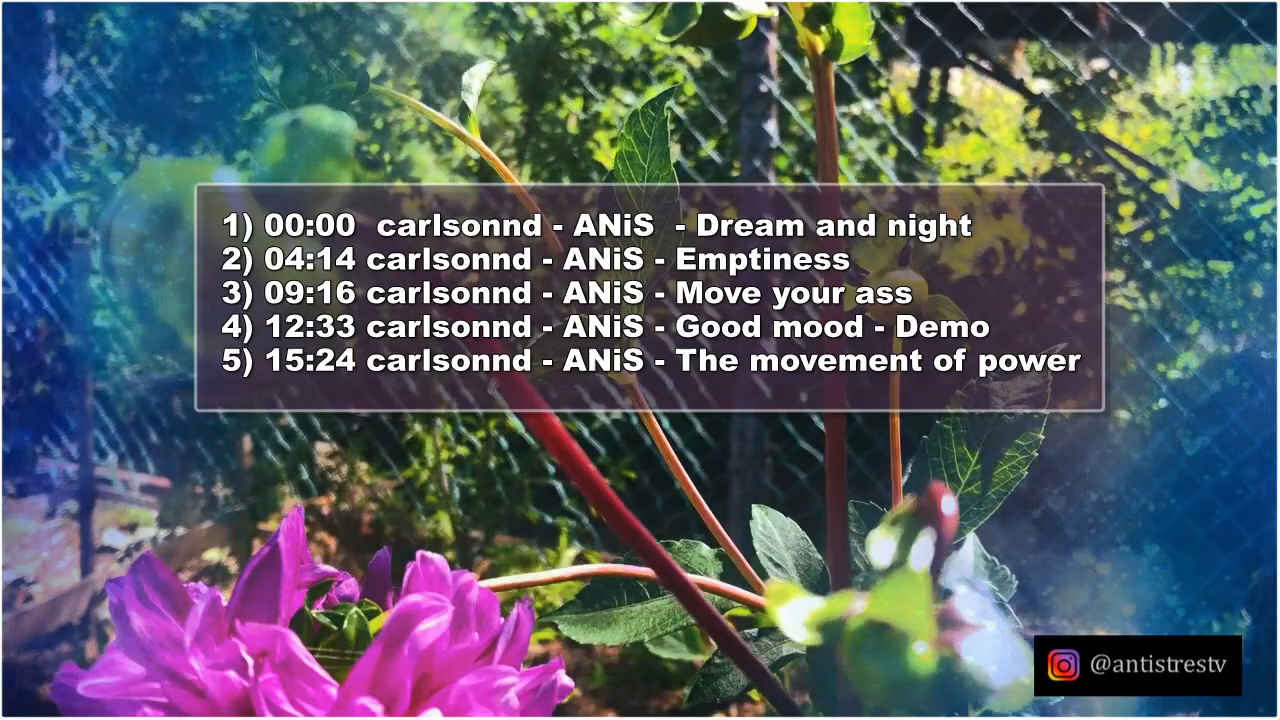 1) 00:00  carlsonnd - ANiS  - Dream and night
2) 04:14 carlsonnd - ANiS - Emptiness
3) 09:16 carlsonnd - ANiS - Move your ass
4) 12:33 carlsonnd - ANiS - Good mood - Demo
5) 15:24 carlsonnd - ANiS - The movement of power
@antistrestv